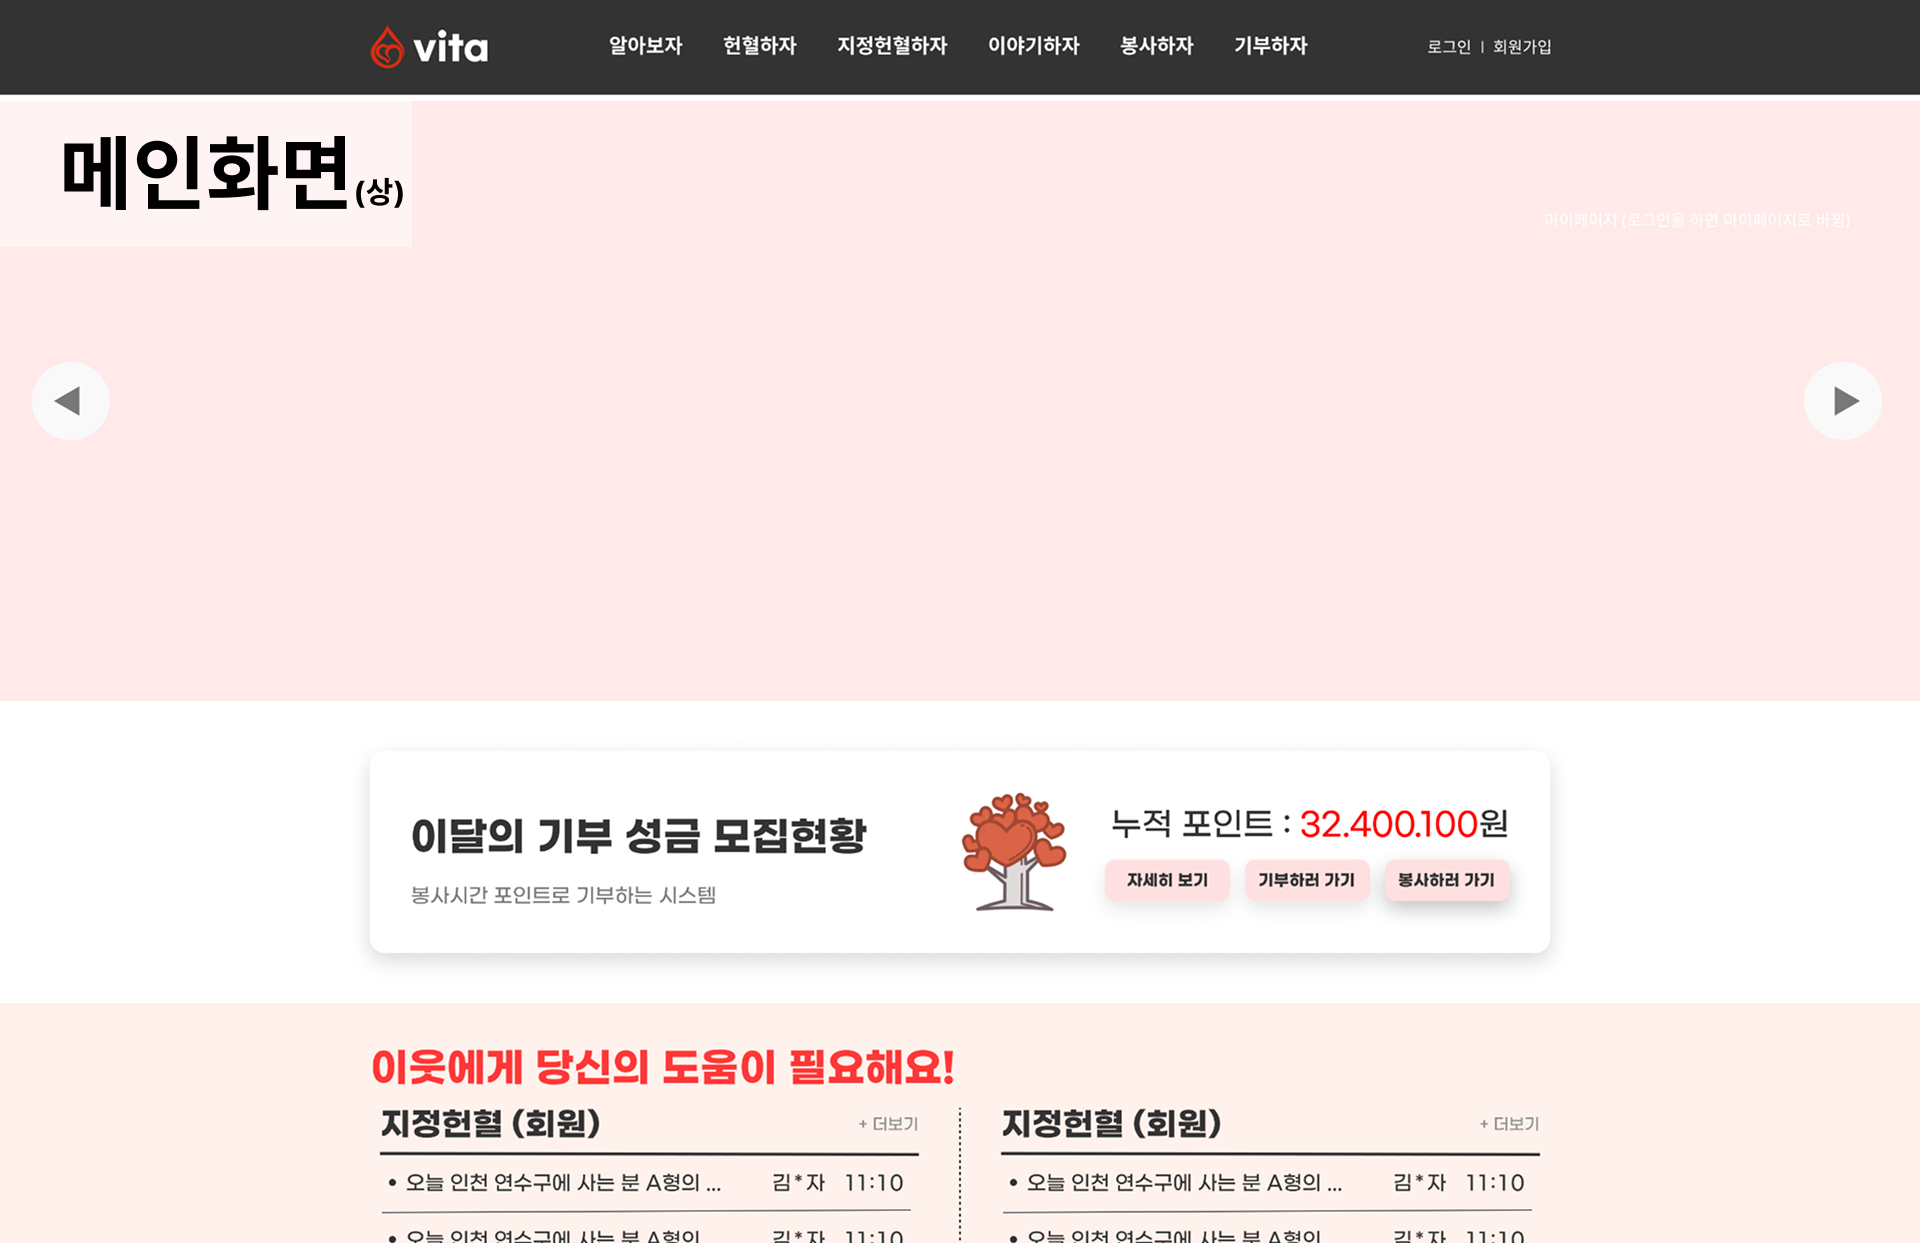 vita
알아보자 헌혈하자 지정헌혈하자 이야기하자 봉사하자 기부하자
로그인 | 회원가입
메인화면(상)
마이페이지 (로그인을 하면 마이페이지로 바뀜)
이달의 기부 성금 모집현황
봉사시간 포인트로 기부하는 시스템
누적 포인트 : 32.400.100원
자세히 보기 기부하러 가기 봉사하러 가기
이웃에게 당신의 도움이 필요해요!
지정헌혈 (회원) + 더보기
• 오늘 인천 연수구에 사는 분 A형의 ... 김*자 11:10
• 오늘 인천 연수구에 사는 분 A형의 ... 김*자 11:10
지정헌혈 (회원) + 더보기
• 오늘 인천 연수구에 사는 분 A형의 ... 김*자 11:10
• 오늘 인천 연수구에 사는 분 A형의 ... 김*자 11:10